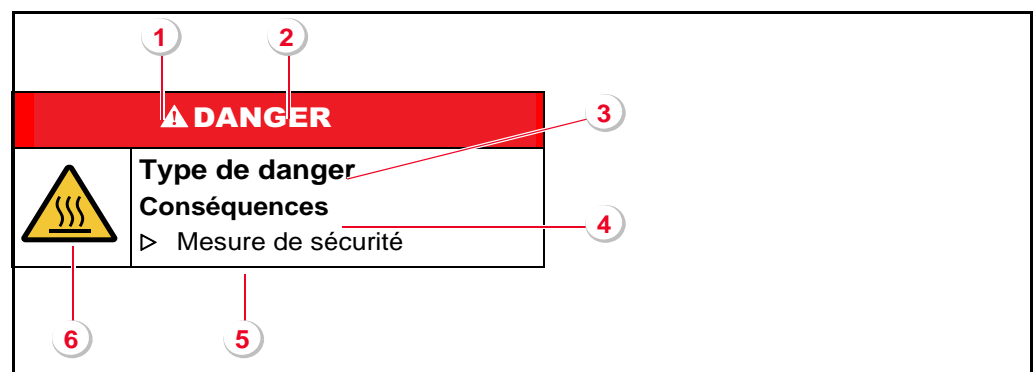 1 2
DANGER
3
Type de danger
Conséquences
4
Mesure de sécurité
6 5